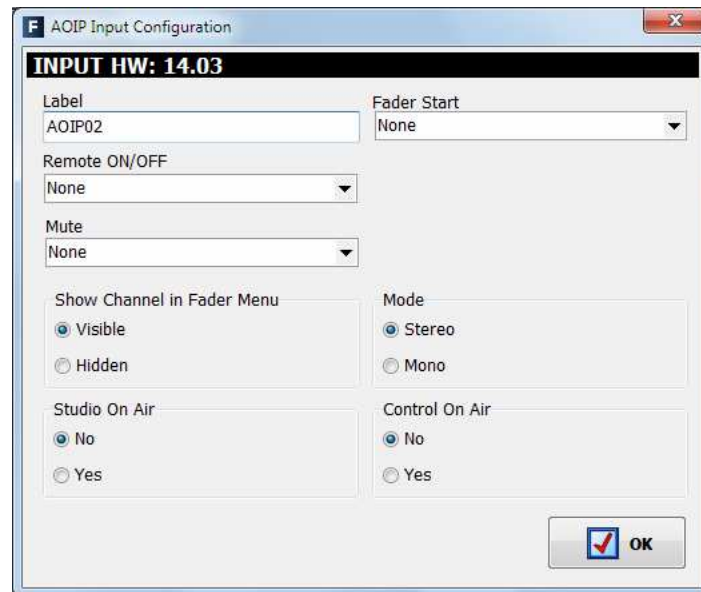 F AOIP Input Configuration
INPUT HW: 14.03
Label
Fader Start
AOIP02
None
Remote ON/OFF
None
Mute
None
Show Channel in Fader Menu
Mode
Visible
Stereo
Hidden
Mono
Studio On Air
Control On Air
No
No
Yes
Yes
OK